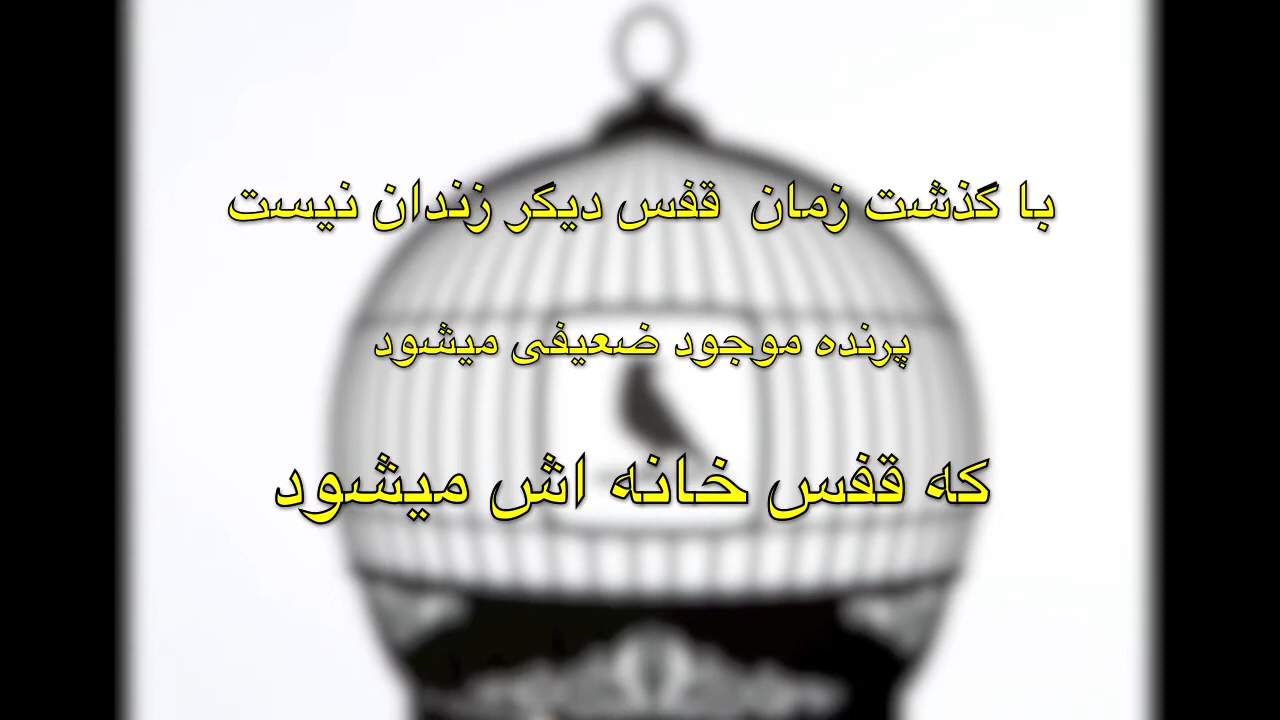 با گذشت زمان  قفس دیگر زندان نیست
پرنده موجود ضعیفی میشود
که قفس خانه اش میشود